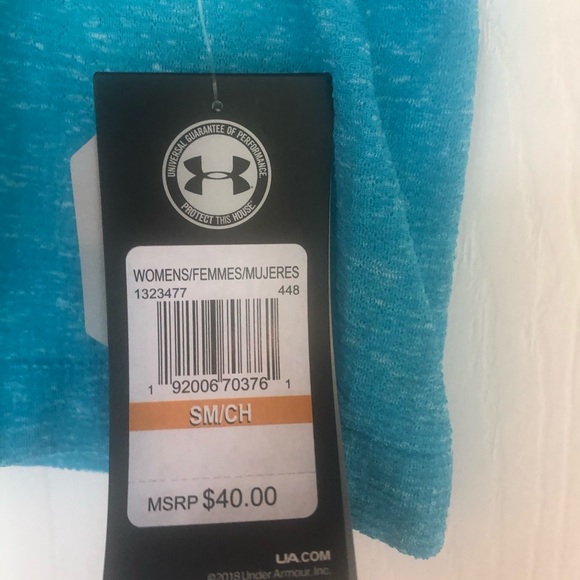 UNIVERSAL GUARANTEE OF PERFORMANCE.
PROTECT THIS HOUSE.
WOMENS/FEMMES/MUJERES
1323477 448
1 92006 70376 1
SM/CH
MSRP $40.00
UA.COM
©2018 Under Armour, Inc.